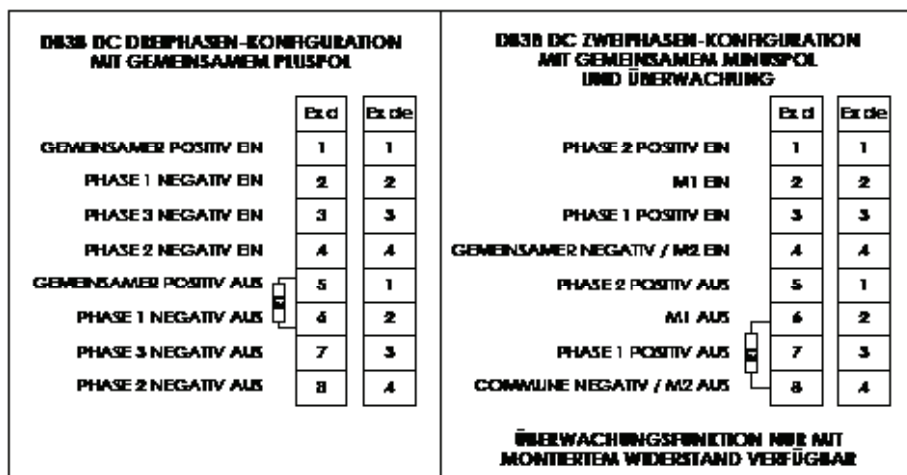 DB3B DC DREIPHASEN-KONFIGURATION
MIT GEMEINSAMEM PLUSPOL
Ex d Ex de
GEMEINSAMER POSITIV EIN 1 1
PHASE 1 NEGATIV EIN 2 2
PHASE 3 NEGATIV EIN 3 3
PHASE 2 NEGATIV EIN 4 4
GEMEINSAMER POSITIV AUS 5 1
PHASE 1 NEGATIV AUS 6 2
PHASE 3 NEGATIV AUS 7 3
PHASE 2 NEGATIV AUS 8 4
DB3B DC ZWEIPHASEN-KONFIGURATION
MIT GEMEINSAMEM MINUSPOL
UND ÜBERWACHUNG
Ex d Ex de
PHASE 2 POSITIV EIN 1 1
M1 EIN 2 2
PHASE 1 POSITIV EIN 3 3
GEMEINSAMER NEGATIV / M2 EIN 4 4
PHASE 2 POSITIV AUS 5 1
M1 AUS 6 2
PHASE 1 POSITIV AUS 7 3
COMMUNE NEGATIV / M2 AUS 8 4
ÜBERWACHUNGSFUNKTION NUR MIT
MONTIERTEM WIDERSTAND VERFÜGBAR